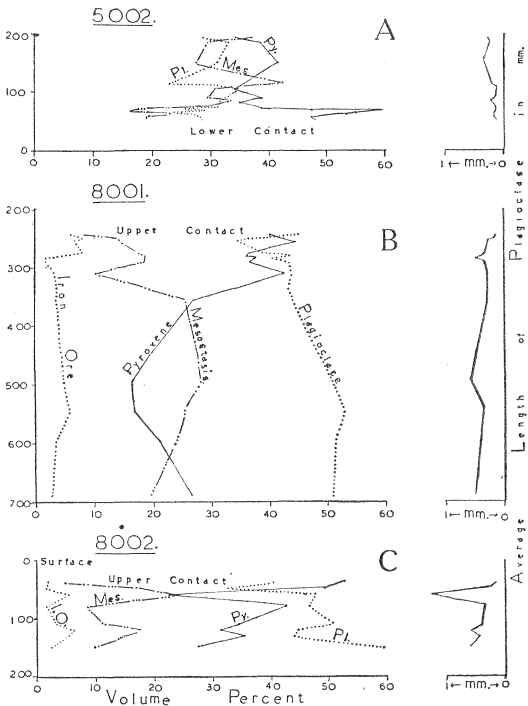 5002.
A
200
100
0
Pl.
Mes.
Py.
Lower Contact
0 10 20 30 40 50 60
1 ← mm. → 0
8001.
B
200
300
400
500
600
700
Upper Contact
Iron Ore
Pyroxene
Mesostasis
Plagioclase
0 10 20 30 40 50 60
1 ← mm. → 0
8002.
C
Surface
0
100
200
Upper Contact
Mes.
O
Py.
Pl.
0 10 20 30 40 50 60
1 ← mm. → 0
Volume Percent
Average Length of Plagioclase in mm.